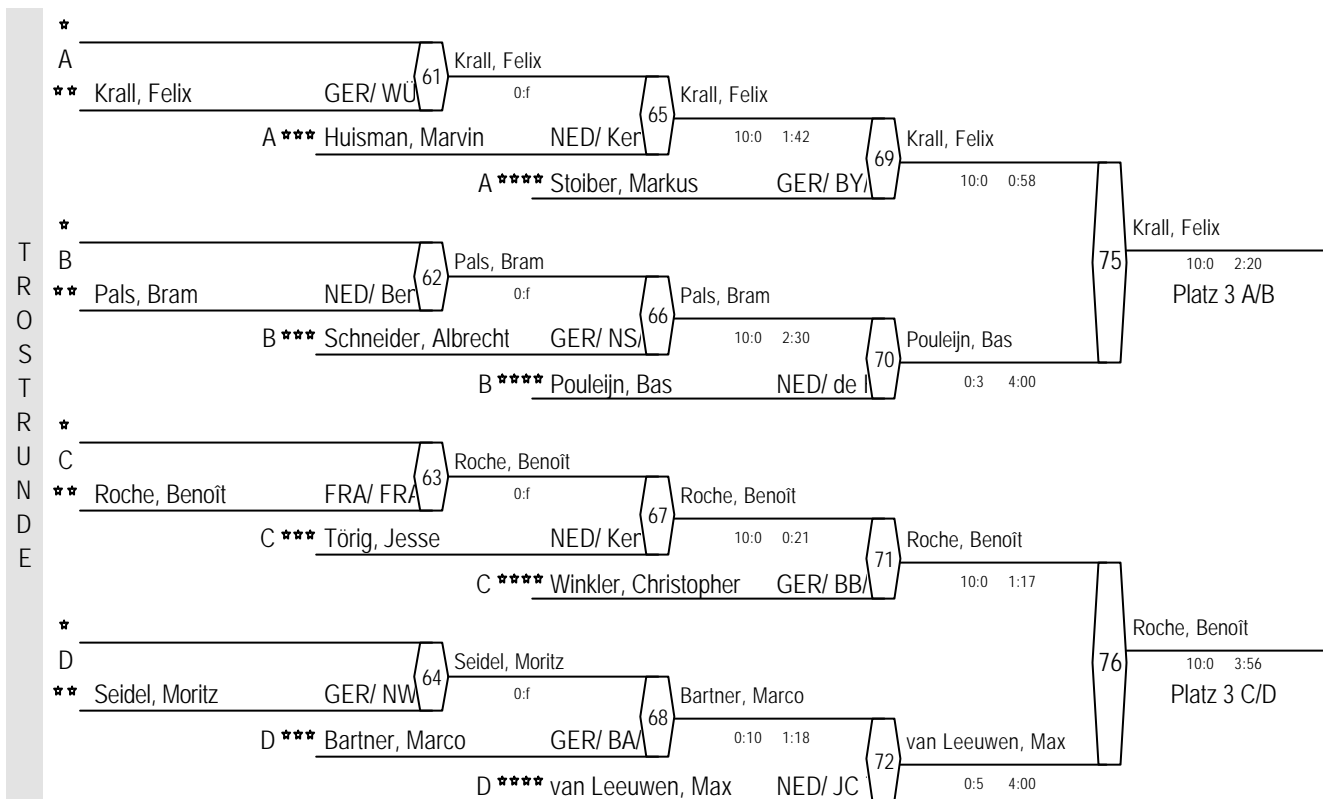 TROSTRUNDE
*
A
61 Krall, Felix
** Krall, Felix GER/ WÜ
0:f
65 Krall, Felix
A *** Huisman, Marvin NED/ Ker
10:0 1:42
69 Krall, Felix
A **** Stoiber, Markus GER/ BY/
10:0 0:58
*
B
75 Krall, Felix
10:0 2:20
Platz 3 A/B
62 Pals, Bram
** Pals, Bram NED/ Ber
0:f
66 Pals, Bram
B *** Schneider, Albrecht GER/ NS/
10:0 2:30
70 Pouleijn, Bas
B **** Pouleijn, Bas NED/ de
0:3 4:00
*
C
63 Roche, Benoît
** Roche, Benoît FRA/ FRA
0:f
67 Roche, Benoît
C *** Törig, Jesse NED/ Ker
10:0 0:21
71 Roche, Benoît
C **** Winkler, Christopher GER/ BB/
10:0 1:17
*
D
76 Roche, Benoît
10:0 3:56
Platz 3 C/D
64 Seidel, Moritz
** Seidel, Moritz GER/ NW
0:f
68 Bartner, Marco
D *** Bartner, Marco GER/ BA/
0:10 1:18
72 van Leeuwen, Max
D **** van Leeuwen, Max NED/ JC
0:5 4:00